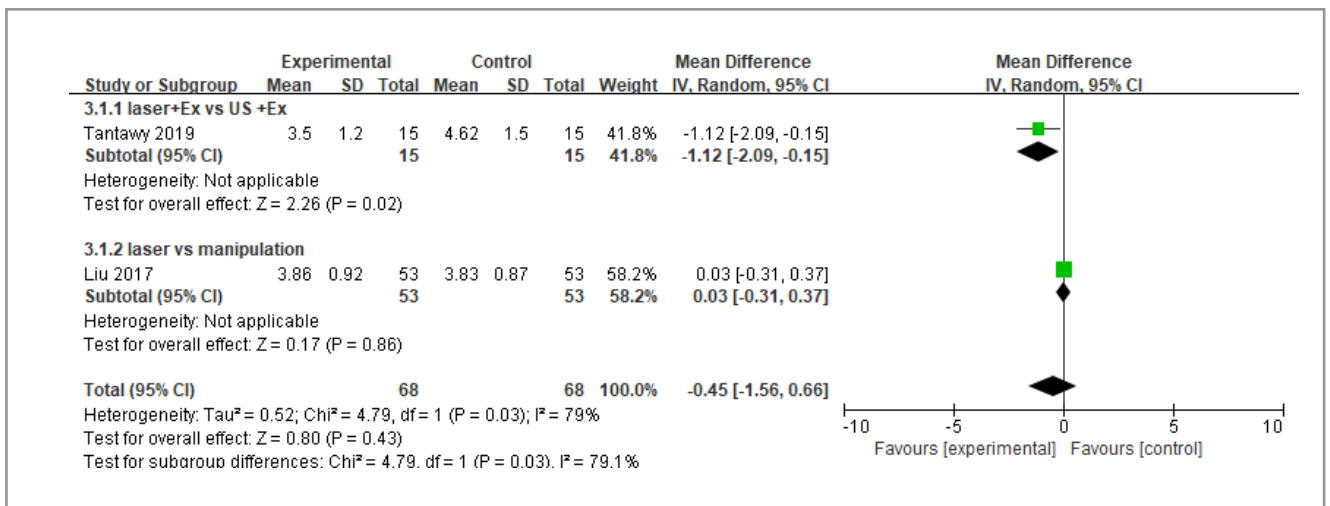 Experimental Control Mean Difference Mean Difference
Study or Subgroup Mean SD Total Mean SD Total Weight IV, Random, 95% CI IV, Random, 95% CI
3.1.1 laser+Ex vs US +Ex
Tantawy 2019 3.5 1.2 15 4.62 1.5 15 41.8% -1.12 [-2.09, -0.15]
Subtotal (95% CI) 15 15 41.8% -1.12 [-2.09, -0.15]
Heterogeneity: Not applicable
Test for overall effect: Z = 2.26 (P = 0.02)
3.1.2 laser vs manipulation
Liu 2017 3.86 0.92 53 3.83 0.87 53 58.2% 0.03 [-0.31, 0.37]
Subtotal (95% CI) 53 53 58.2% 0.03 [-0.31, 0.37]
Heterogeneity: Not applicable
Test for overall effect: Z = 0.17 (P = 0.86)
Total (95% CI) 68 68 100.0% -0.45 [-1.56, 0.66]
Heterogeneity: Tau² = 0.52; Chi² = 4.79, df = 1 (P = 0.03); I² = 79%
Test for overall effect: Z = 0.80 (P = 0.43)
Test for subgroup differences: Chi² = 4.79, df = 1 (P = 0.03), I² = 79.1%
-10 -5 0 5 10
Favours [experimental] Favours [control]